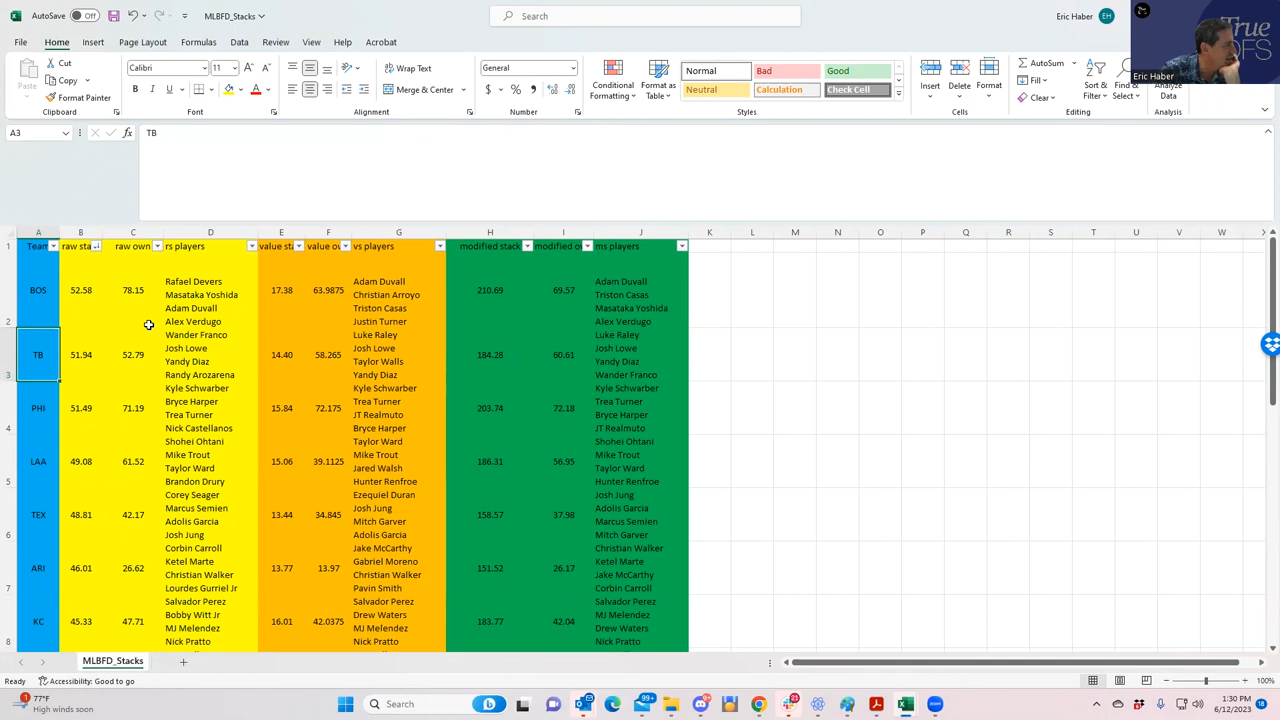 AutoSave Off MLBFD_Stacks Search Eric Haber EH
File Home Insert Draw Page Layout Formulas Data Review View Help Acrobat
Paste Cut Copy Format Painter Clipboard
Calibri 11 Font
Wrap Text Merge & Center Alignment
General Number
Conditional Formatting Format as Table
Normal Bad Good
Neutral Calculation Check Cell
Styles
Insert Delete Format Cells
AutoSum Fill Clear Sort & Filter Find & Select Editing
Analyze Data Analysis
True DFS
Eric Haber
A3 TB
A B C D E F G H I J K L M N O P Q R S T U V W
1 Team raw sta raw own rs players value sta value ow vs players modified stack modified ow ms players
Rafael Devers Adam Duvall Adam Duvall
BOS 52.58 78.15 Masataka Yoshida 17.38 63.9875 Christian Arroyo 210.69 69.57 Triston Casas
Adam Duvall Triston Casas Masataka Yoshida
2 Alex Verdugo Justin Turner Alex Verdugo
Wander Franco Luke Raley Luke Raley
TB 51.94 52.79 Josh Lowe 14.40 58.265 Josh Lowe 184.28 60.61 Josh Lowe
Yandy Diaz Taylor Walls Yandy Diaz
Randy Arozarena Yandy Diaz Wander Franco
Kyle Schwarber Kyle Schwarber Kyle Schwarber
PHI 51.49 71.19 Bryce Harper 15.84 72.175 Trea Turner 203.74 72.18 Trea Turner
Trea Turner JT Realmuto Bryce Harper
4 Nick Castellanos Bryce Harper JT Realmuto
Shohei Ohtani Taylor Ward Shohei Ohtani
LAA 49.08 61.52 Mike Trout 15.06 39.1125 Mike Trout 186.31 56.95 Mike Trout
Taylor Ward Jared Walsh Taylor Ward
5 Brandon Drury Hunter Renfroe Hunter Renfroe
Corey Seager Ezequiel Duran Josh Jung
TEX 48.81 42.17 Marcus Semien 13.44 34.845 Josh Jung 158.57 37.98 Adolis Garcia
Adolis Garcia Mitch Garver Marcus Semien
6 Josh Jung Adolis Garcia Mitch Garver
Corbin Carroll Jake McCarthy Christian Walker
ARI 46.01 26.62 Ketel Marte 13.77 13.97 Gabriel Moreno 151.52 26.17 Ketel Marte
Christian Walker Christian Walker Jake McCarthy
7 Lourdes Gurriel Jr Pavin Smith Corbin Carroll
Salvador Perez Salvador Perez Salvador Perez
KC 45.33 47.71 Bobby Witt Jr 16.01 42.0375 Drew Waters 183.77 42.04 MJ Melendez
MJ Melendez MJ Melendez Drew Waters
8 Nick Pratto Nick Pratto Nick Pratto
MLBFD_Stacks
Ready Accessibility: Good to go 100%
77°F High winds soon Search 1:30 PM 6/12/2023